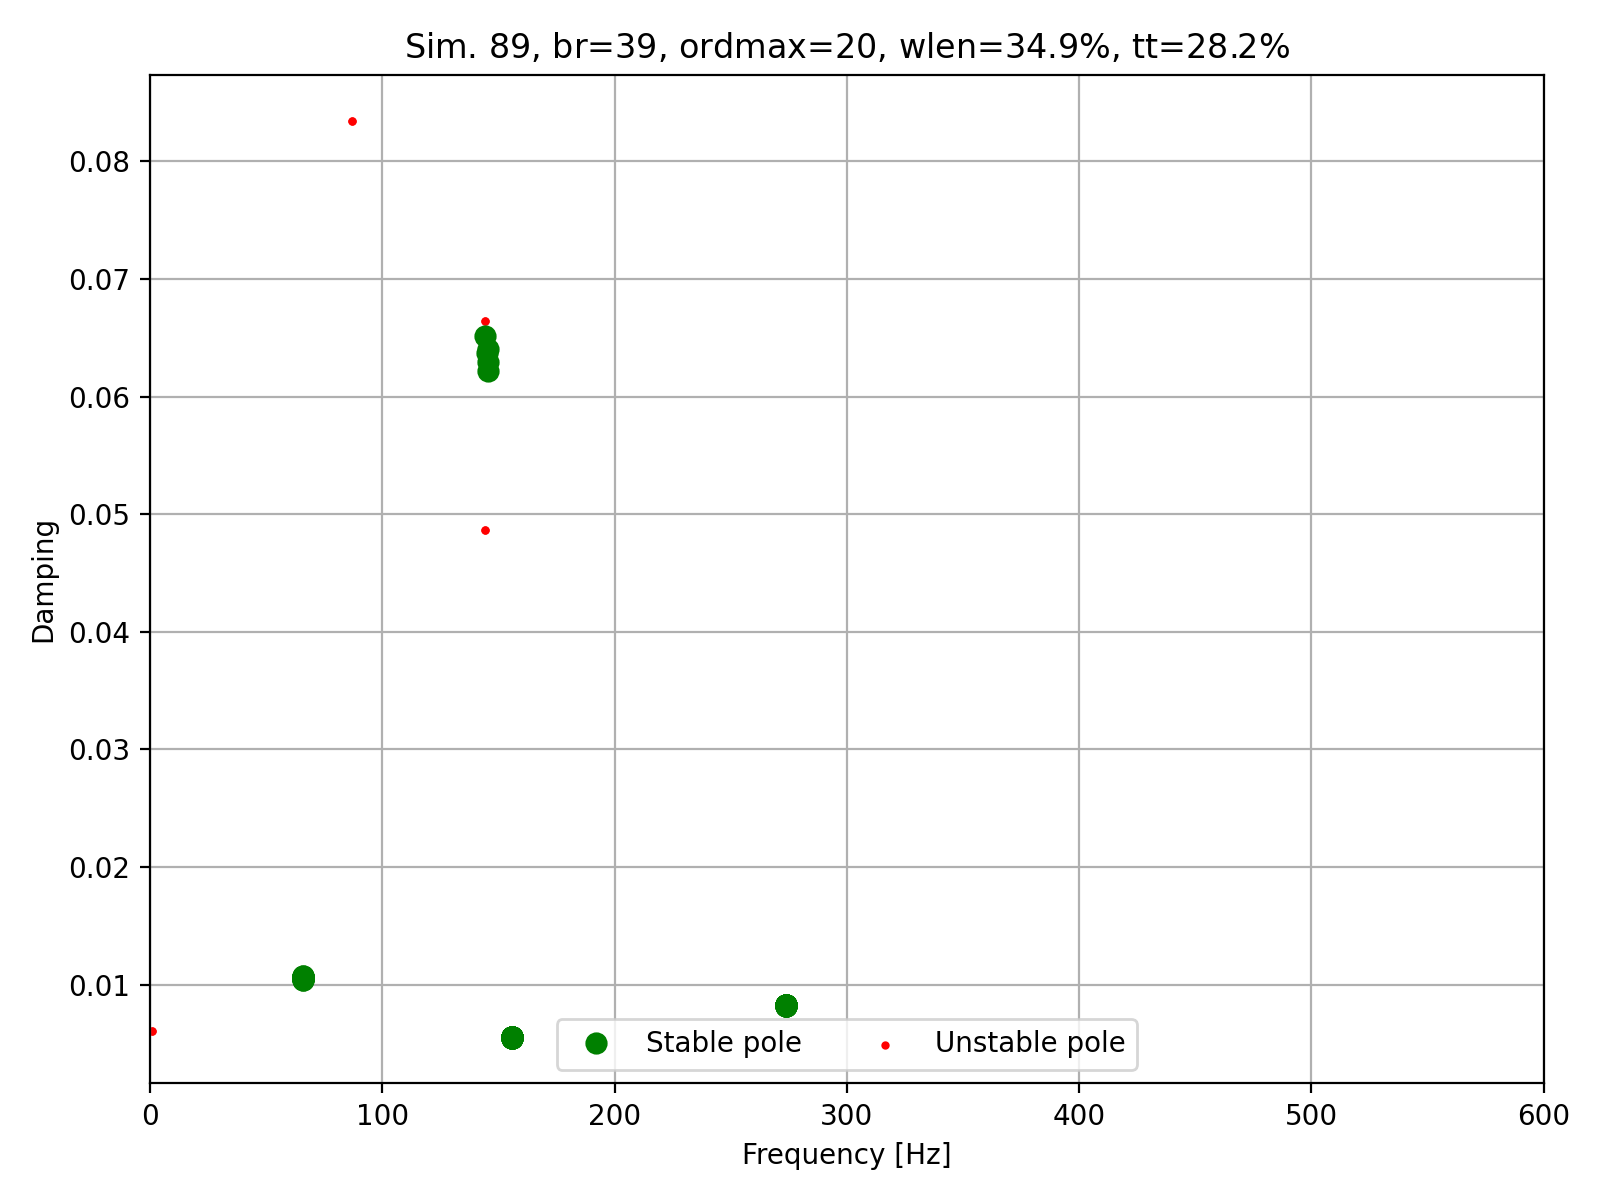 Sim. 89, br=39, ordmax=20, wlen=34.9%, tt=28.2%
0.08
0.07
0.06
0.05
0.04
0.03
0.02
0.01
Damping
Stable pole
Unstable pole
0 100 200 300 400 500 600
Frequency [Hz]